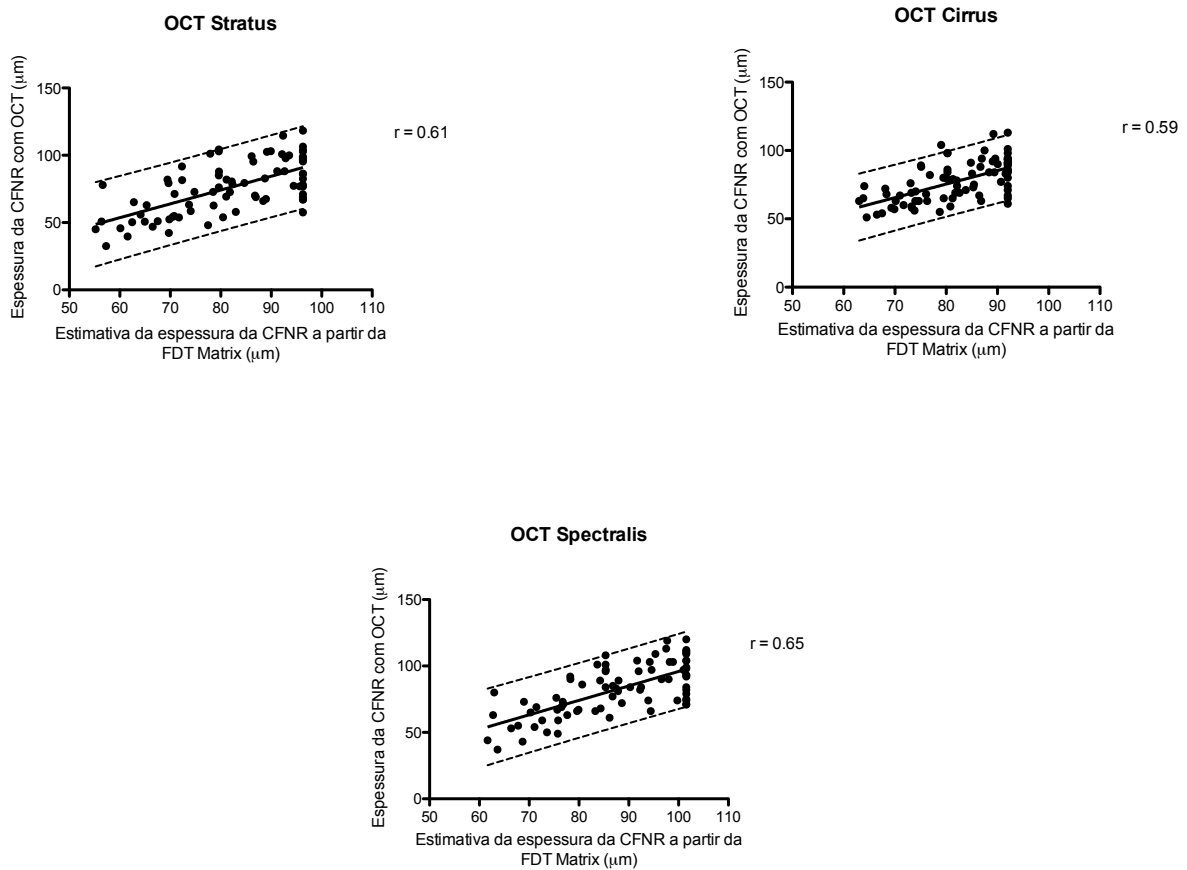 OCT Stratus
Espessura da CFNR com OCT (μm)
150
100
50
0
50 60 70 80 90 100 110
Estimativa da espessura da CFNR a partir da
FDT Matrix (μm)
r = 0.61
OCT Cirrus
Espessura da CFNR com OCT (μm)
150
100
50
0
50 60 70 80 90 100 110
Estimativa da espessura da CFNR a partir da
FDT Matrix (μm)
r = 0.59
OCT Spectralis
Espessura da CFNR com OCT (μm)
150
100
50
0
50 60 70 80 90 100 110
Estimativa da espessura da CFNR a partir da
FDT Matrix (μm)
r = 0.65